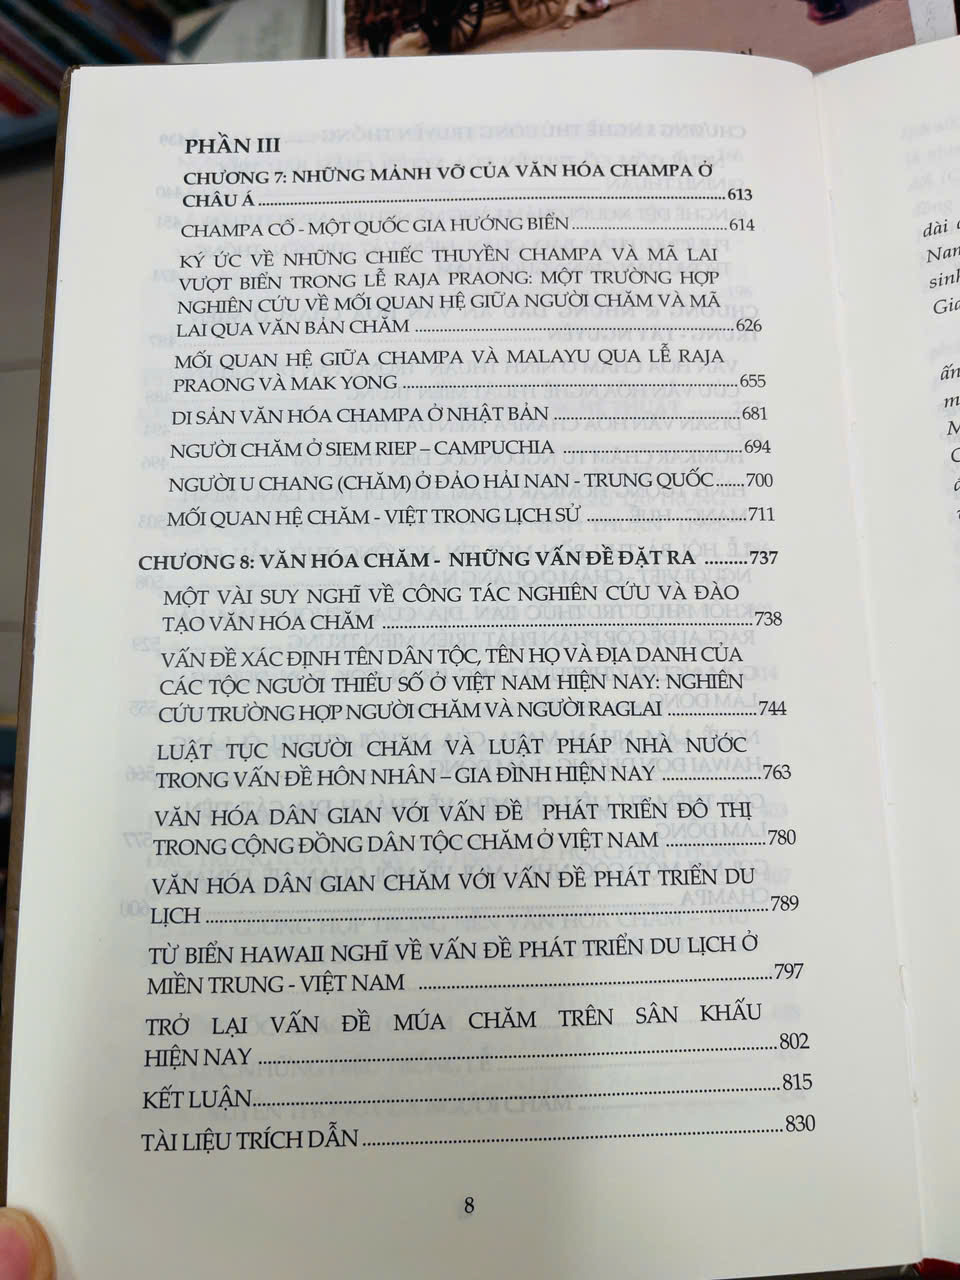 PHẦN III
CHƯƠNG 7: NHỮNG MẢNH VỠ CỦA VĂN HÓA CHAMPA Ở
CHÂU Á 613
CHAMPA CỔ - MỘT QUỐC GIA HƯỚNG BIỂN 614
KÝ ỨC VỀ NHỮNG CHIẾC THUYỀN CHAMPA VÀ MÃ LAI
VƯỢT BIỂN TRONG LỄ RAJA PRAONG: MỘT TRƯỜNG HỢP
NGHIÊN CỨU VỀ MỐI QUAN HỆ GIỮA NGƯỜI CHĂM VÀ MÃ
LAI QUA VĂN BẢN CHĂM 626
MỐI QUAN HỆ GIỮA CHAMPA VÀ MALAYU QUA LỄ RAJA
PRAONG VÀ MAK YONG 655
DI SẢN VĂN HÓA CHAMPA Ở NHẬT BẢN 681
NGƯỜI CHĂM Ở SIEM RIEP – CAMPUCHIA 694
NGƯỜI U CHANG (CHĂM) Ở ĐẢO HẢI NAN - TRUNG QUỐC 700
MỐI QUAN HỆ CHĂM - VIỆT TRONG LỊCH SỬ 711
CHƯƠNG 8: VĂN HÓA CHĂM - NHỮNG VẤN ĐỀ ĐẶT RA 737
MỘT VÀI SUY NGHĨ VỀ CÔNG TÁC NGHIÊN CỨU VÀ ĐÀO
TẠO VĂN HÓA CHĂM 738
VẤN ĐỀ XÁC ĐỊNH TÊN DÂN TỘC, TÊN HỌ VÀ ĐỊA DANH CỦA
CÁC TỘC NGƯỜI THIỂU SỐ Ở VIỆT NAM HIỆN NAY: NGHIÊN
CỨU TRƯỜNG HỢP NGƯỜI CHĂM VÀ NGƯỜI RAGLAI 744
LUẬT TỤC NGƯỜI CHĂM VÀ LUẬT PHÁP NHÀ NƯỚC
TRONG VẤN ĐỀ HÔN NHÂN – GIA ĐÌNH HIỆN NAY 763
VĂN HÓA DÂN GIAN VỚI VẤN ĐỀ PHÁT TRIỂN ĐÔ THỊ
TRONG CỘNG ĐỒNG DÂN TỘC CHĂM Ở VIỆT NAM 780
VĂN HÓA DÂN GIAN CHĂM VỚI VẤN ĐỀ PHÁT TRIỂN DU
LỊCH 789
TỪ BIỂN HAWAII NGHĨ VỀ VẤN ĐỀ PHÁT TRIỂN DU LỊCH Ở
MIỀN TRUNG - VIỆT NAM 797
TRỞ LẠI VẤN ĐỀ MÚA CHĂM TRÊN SÂN KHẤU
HIỆN NAY 802
KẾT LUẬN 815
TÀI LIỆU TRÍCH DẪN 830
8
dài
sinh